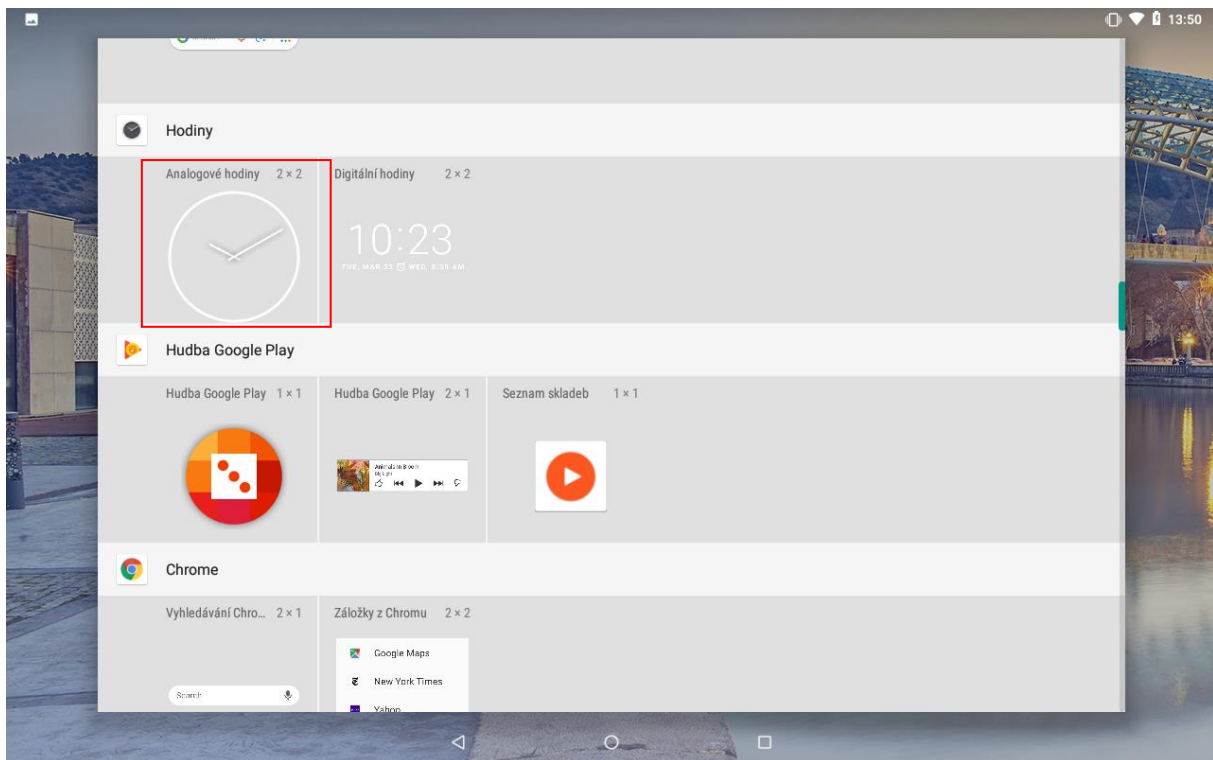 13:50
Hodiny
Analogové hodiny 2 × 2
Digitální hodiny 2 × 2
10:23
Hudba Google Play
Hudba Google Play 1 × 1
Hudba Google Play 2 × 1
Seznam skladeb 1 × 1
Chrome
Vyhledávání Chro... 2 × 1
Záložky z Chromu 2 × 2
Google Maps
New York Times
Search
Yahoo